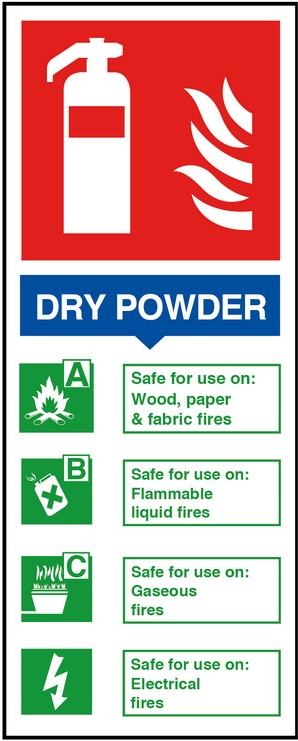 DRY POWDER
A
Safe for use on:
Wood, paper
& fabric fires
B
Safe for use on:
Flammable
liquid fires
C
Safe for use on:
Gaseous
fires
Safe for use on:
Electrical
fires